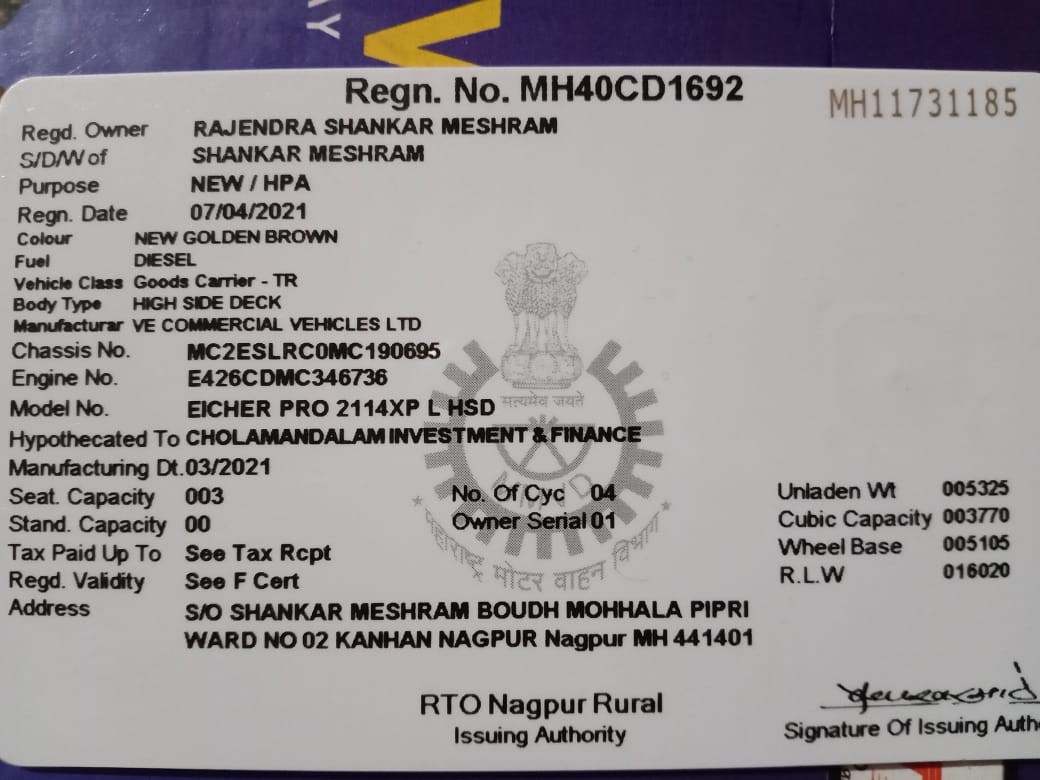 AY
Regn. No. MH40CD1692
MH11731185
Regd. Owner RAJENDRA SHANKAR MESHRAM
S/D/W of SHANKAR MESHRAM
Purpose NEW / HPA
Regn. Date 07/04/2021
Colour NEW GOLDEN BROWN
Fuel DIESEL
Vehicle Class Goods Carrier - TR
Body Type HIGH SIDE DECK
Manufacturar VE COMMERCIAL VEHICLES LTD
Chassis No. MC2ESLRC0MC190695
Engine No. E426CDMC346736
Model No. EICHER PRO 2114XP L HSD
सत्यमेव जयते
Hypothecated To CHOLAMANDALAM INVESTMENT & FINANCE
Manufacturing Dt.03/2021
Seat. Capacity 003 No. Of Cyc 04 Unladen Wt 005325
Stand. Capacity 00 Owner Serial 01 Cubic Capacity 003770
Tax Paid Up To See Tax Rcpt Wheel Base 005105
Regd. Validity See F Cert R.L.W 016020
महाराष्ट्र मोटर वाहन विभाग
Address S/O SHANKAR MESHRAM BOUDH MOHHALA PIPRI
WARD NO 02 KANHAN NAGPUR Nagpur MH 441401
RTO Nagpur Rural
Issuing Authority
Signature Of Issuing Auth